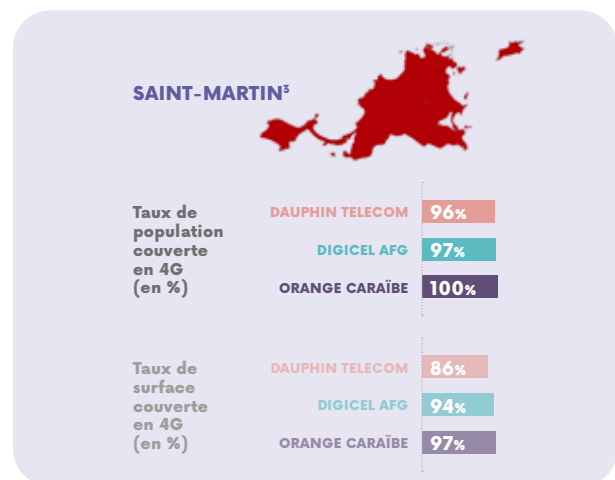 SAINT-MARTIN³
Taux de
population
couverte
en 4G
(en %)
DAUPHIN TELECOM 96%
DIGICEL AFG 97%
ORANGE CARAÏBE 100%
Taux de
surface
couverte
en 4G
(en %)
DAUPHIN TELECOM 86%
DIGICEL AFG 94%
ORANGE CARAÏBE 97%